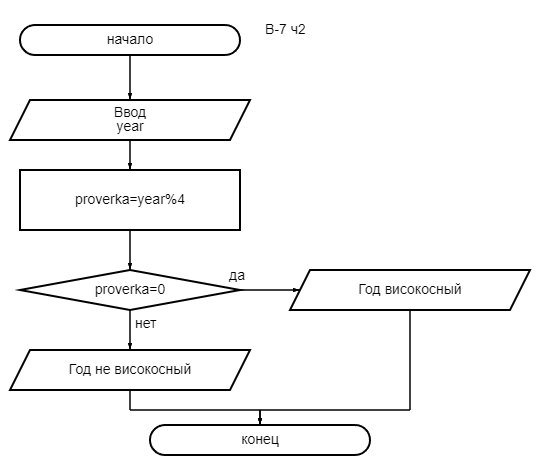 начало
В-7 ч2
Ввод
year
proverka=year%4
да
proverka=0
Год високосный
нет
Год не високосный
конец